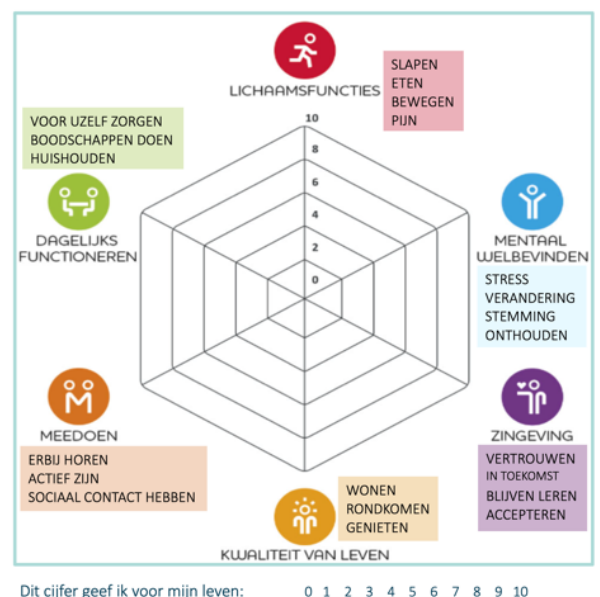 LICHAAMSFUNCTIES
SLAPEN
ETEN
BEWEGEN
PIJN
VOOR UZELF ZORGEN
BOODSCHAPPEN DOEN
HUISHOUDEN
10
8
6
4
2
0
DAGELIJKS
FUNCTIONEREN
MENTAAL
WELBEVINDEN
STRESS
VERANDERING
STEMMING
ONTHOUDEN
MEEDOEN
ERBIJ HOREN
ACTIEF ZIJN
SOCIAAL CONTACT HEBBEN
ZINGEVING
VERTROUWEN
IN TOEKOMST
BLIJVEN LEREN
ACCEPTEREN
WONEN
RONDKOMEN
GENIETEN
KWALITEIT VAN LEVEN
Dit cijfer geef ik voor mijn leven: 0 1 2 3 4 5 6 7 8 9 10